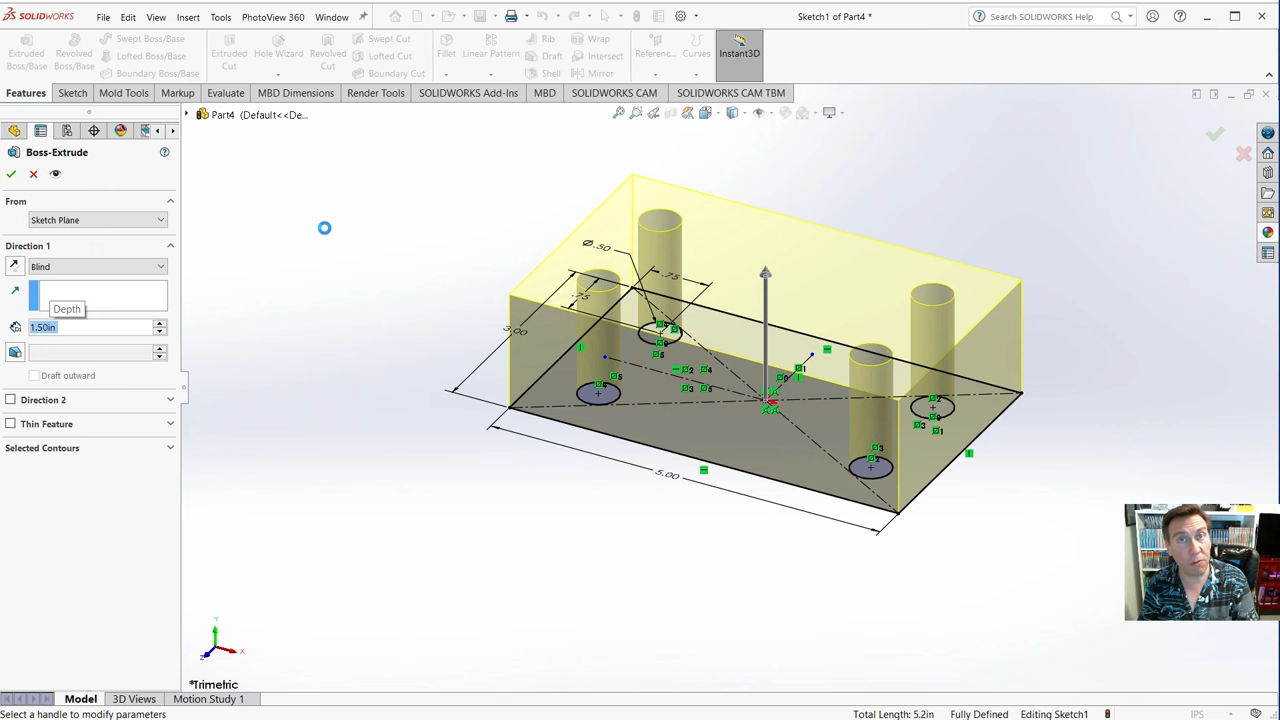 SOLIDWORKS
File Edit View Insert Tools PhotoView 360 Window
Sketch1 of Part4 *
Search SOLIDWORKS Help
Extruded Boss/Base
Revolved Boss/Base
Swept Boss/Base
Lofted Boss/Base
Boundary Boss/Base
Extruded Cut
Hole Wizard
Revolved Cut
Swept Cut
Lofted Cut
Boundary Cut
Fillet
Linear Pattern
Rib
Draft
Shell
Wrap
Intersect
Mirror
Referenc...
Curves
Instant3D
Features Sketch Mold Tools Markup Evaluate MBD Dimensions Render Tools SOLIDWORKS Add-Ins MBD SOLIDWORKS CAM SOLIDWORKS CAM TBM
Part4 (Default<<De...
Boss-Extrude
From
Sketch Plane
Direction 1
Blind
Depth
1.50in
Draft outward
Direction 2
Thin Feature
Selected Contours
Ø.50
.75
.75
3.00
5.00
Y
X
Z
*Trimetric
Model 3D Views Motion Study 1
Select a handle to modify parameters
Total Length: 5.2in Fully Defined Editing Sketch1 IPS